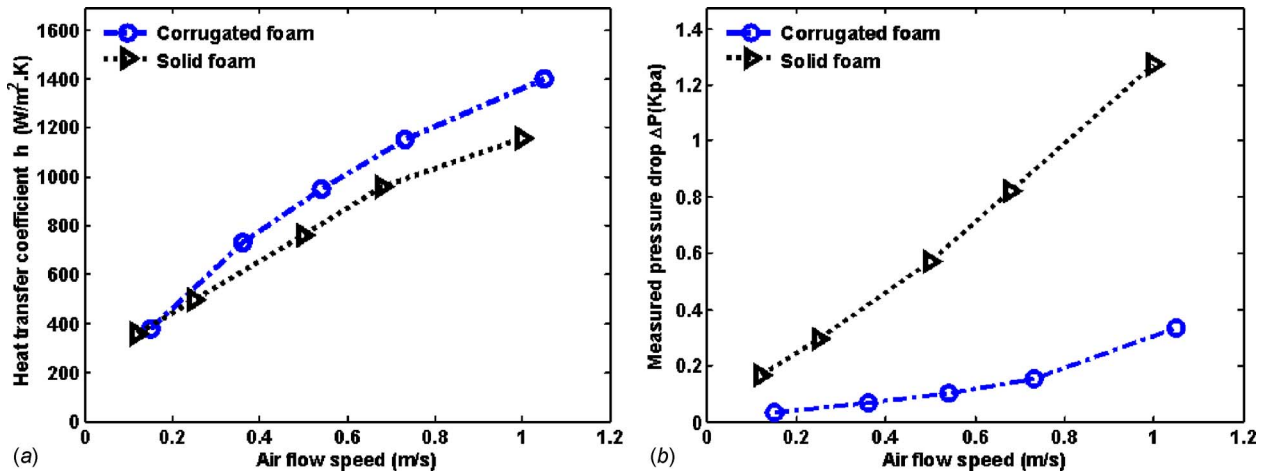 1600
1400
1200
1000
800
600
400
200
0
Heat transfer coefficient h (W/m².K)
Corrugated foam
Solid foam
0 0.2 0.4 0.6 0.8 1 1.2
Air flow speed (m/s)
(a)
1.4
1.2
1
0.8
0.6
0.4
0.2
0
Measured pressure drop ΔP(Kpa)
Corrugated foam
Solid foam
0 0.2 0.4 0.6 0.8 1 1.2
Air flow speed (m/s)
(b)